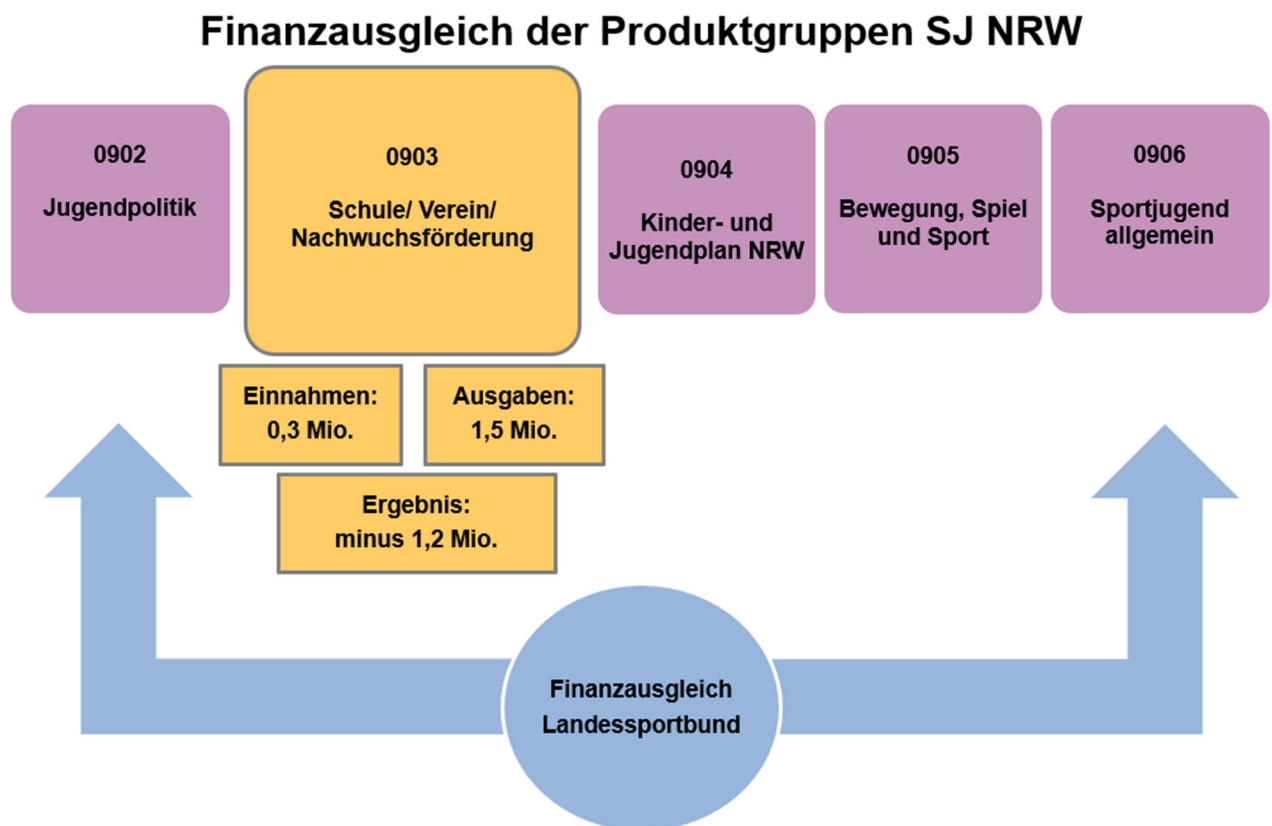 Finanzausgleich der Produktgruppen SJ NRW
0902
Jugendpolitik
0903
Schule/ Verein/
Nachwuchsförderung
0904
Kinder- und
Jugendplan NRW
0905
Bewegung, Spiel
und Sport
0906
Sportjugend
allgemein
Einnahmen:
0,3 Mio.
Ausgaben:
1,5 Mio.
Ergebnis:
minus 1,2 Mio.
Finanzausgleich
Landessportbund